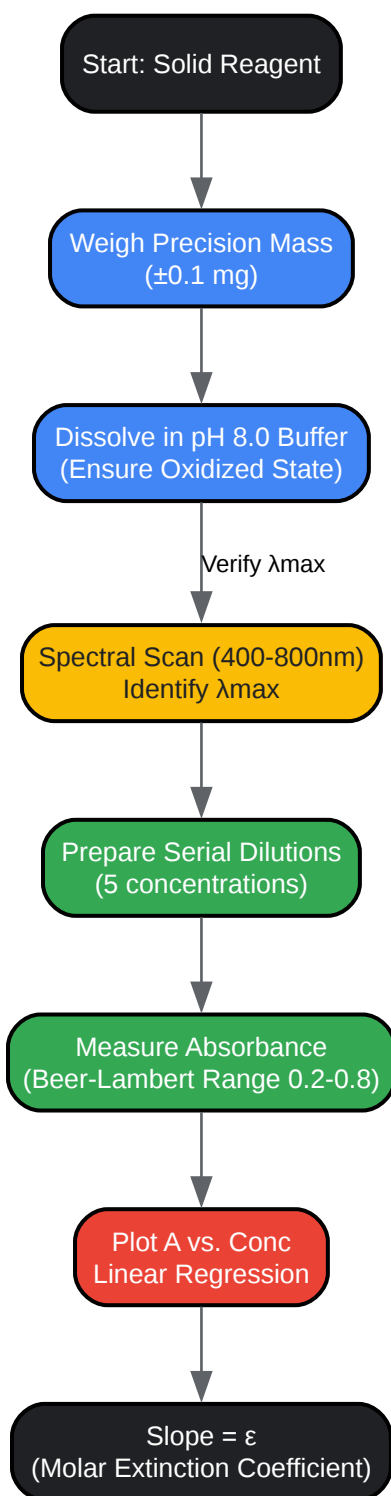 Start: Solid Reagent
Weigh Precision Mass
(±0.1 mg)
Dissolve in pH 8.0 Buffer
(Ensure Oxidized State)
Verify λmax
Spectral Scan (400-800nm)
Identify λmax
Prepare Serial Dilutions
(5 concentrations)
Measure Absorbance
(Beer-Lambert Range 0.2-0.8)
Plot A vs. Conc
Linear Regression
Slope = ε
(Molar Extinction Coefficient)